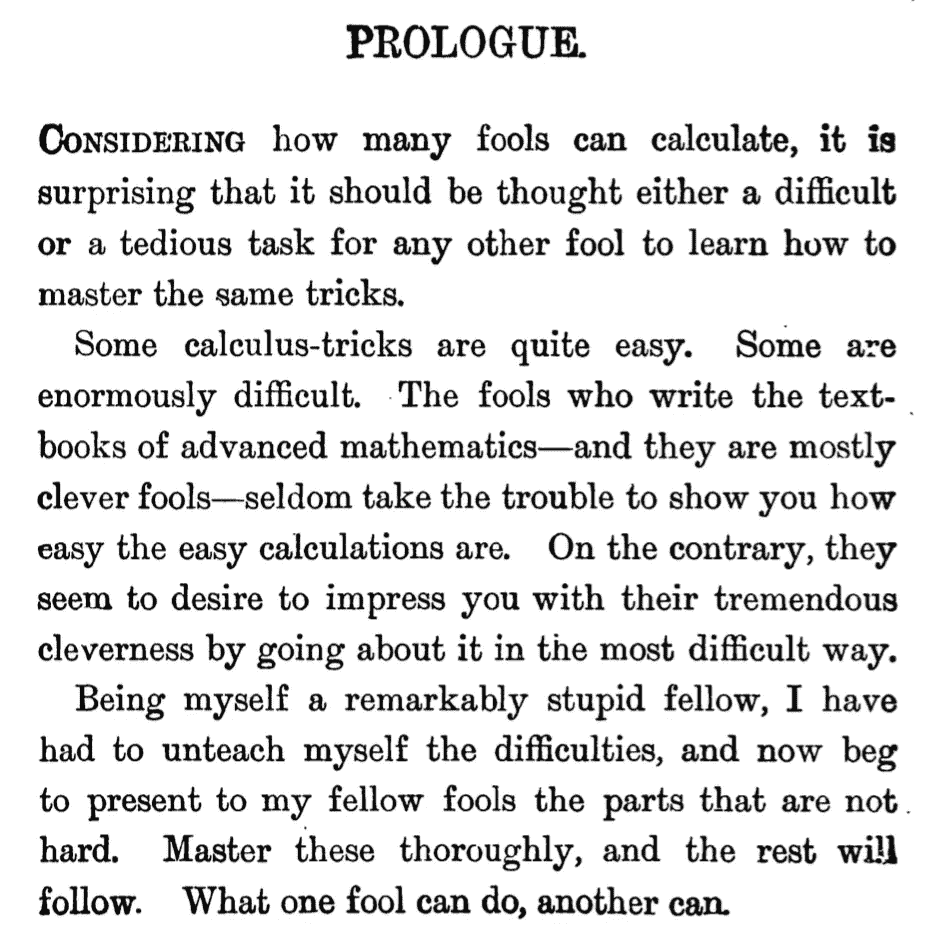 PROLOGUE.
CONSIDERING how many fools can calculate, it is
surprising that it should be thought either a difficult
or a tedious task for any other fool to learn how to
master the same tricks.
Some calculus-tricks are quite easy. Some are
enormously difficult. The fools who write the text-
books of advanced mathematics—and they are mostly
clever fools—seldom take the trouble to show you how
easy the easy calculations are. On the contrary, they
seem to desire to impress you with their tremendous
cleverness by going about it in the most difficult way.
Being myself a remarkably stupid fellow, I have
had to unteach myself the difficulties, and now beg
to present to my fellow fools the parts that are not
hard. Master these thoroughly, and the rest will
follow. What one fool can do, another can.